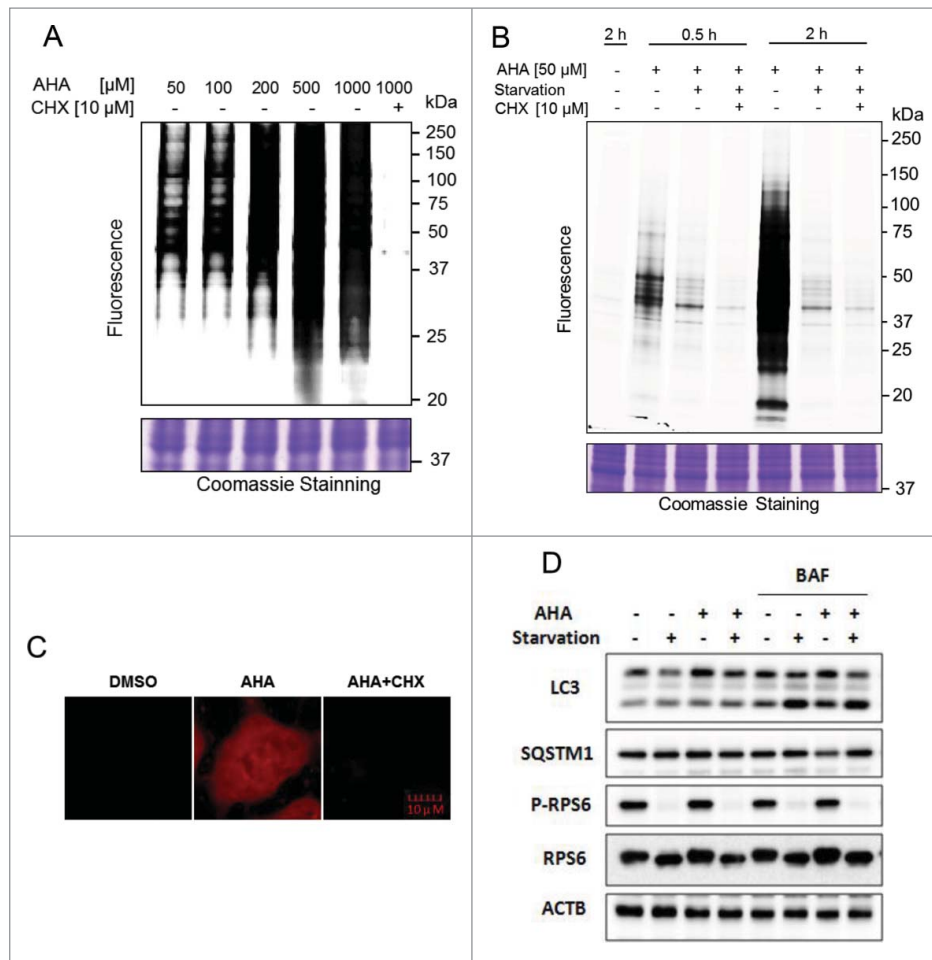 A
AHA [µM] 50 100 200 500 1000 1000
CHX [10 µM] - - - - - +
kDa
250
150
100
75
50
37
25
20
Fluorescence
37
Coomassie Stainning
B
2 h 0.5 h 2 h
AHA [50 µM] - + + + + + +
Starvation - - + + - + +
CHX [10 µM] - - - + - - +
kDa
250
150
100
75
50
37
25
20
Fluorescence
37
Coomassie Staining
C
DMSO AHA AHA+CHX
10 µM
D
BAF
AHA - - + + - - + +
Starvation - + - + - + - +
LC3
SQSTM1
P-RPS6
RPS6
ACTB